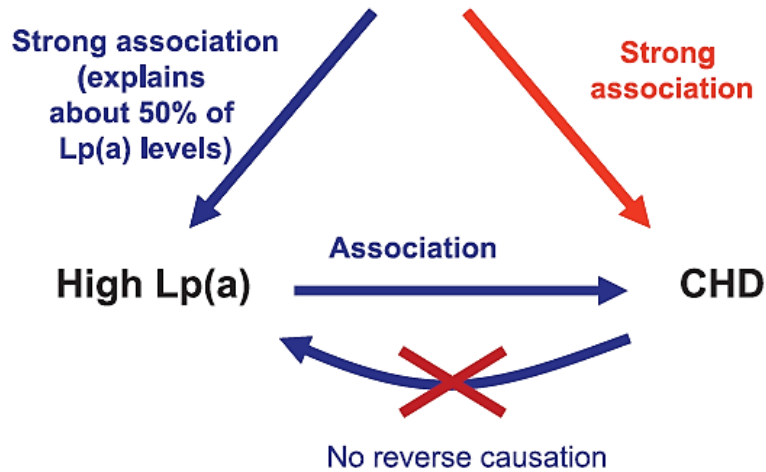 Strong association
(explains
about 50% of
Lp(a) levels)
Strong
association
Association
High Lp(a)
CHD
No reverse causation